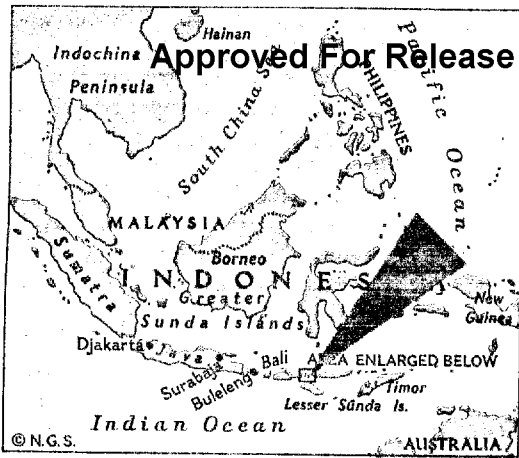 Hainan
Indochina
Peninsula
Approved For Release
South China Sea
PHILIPPINES
Pacific Ocean
MALAYSIA
Borneo
Sumatra
INDONES
Greater
Sunda Islands
New
Guinea
Djakarta
Java
Surabaja
Buleleng
Bali
AREA ENLARGED BELOW
Timor
Lesser Sunda Is.
Indian Ocean
© N.G.S.
AUSTRALIA